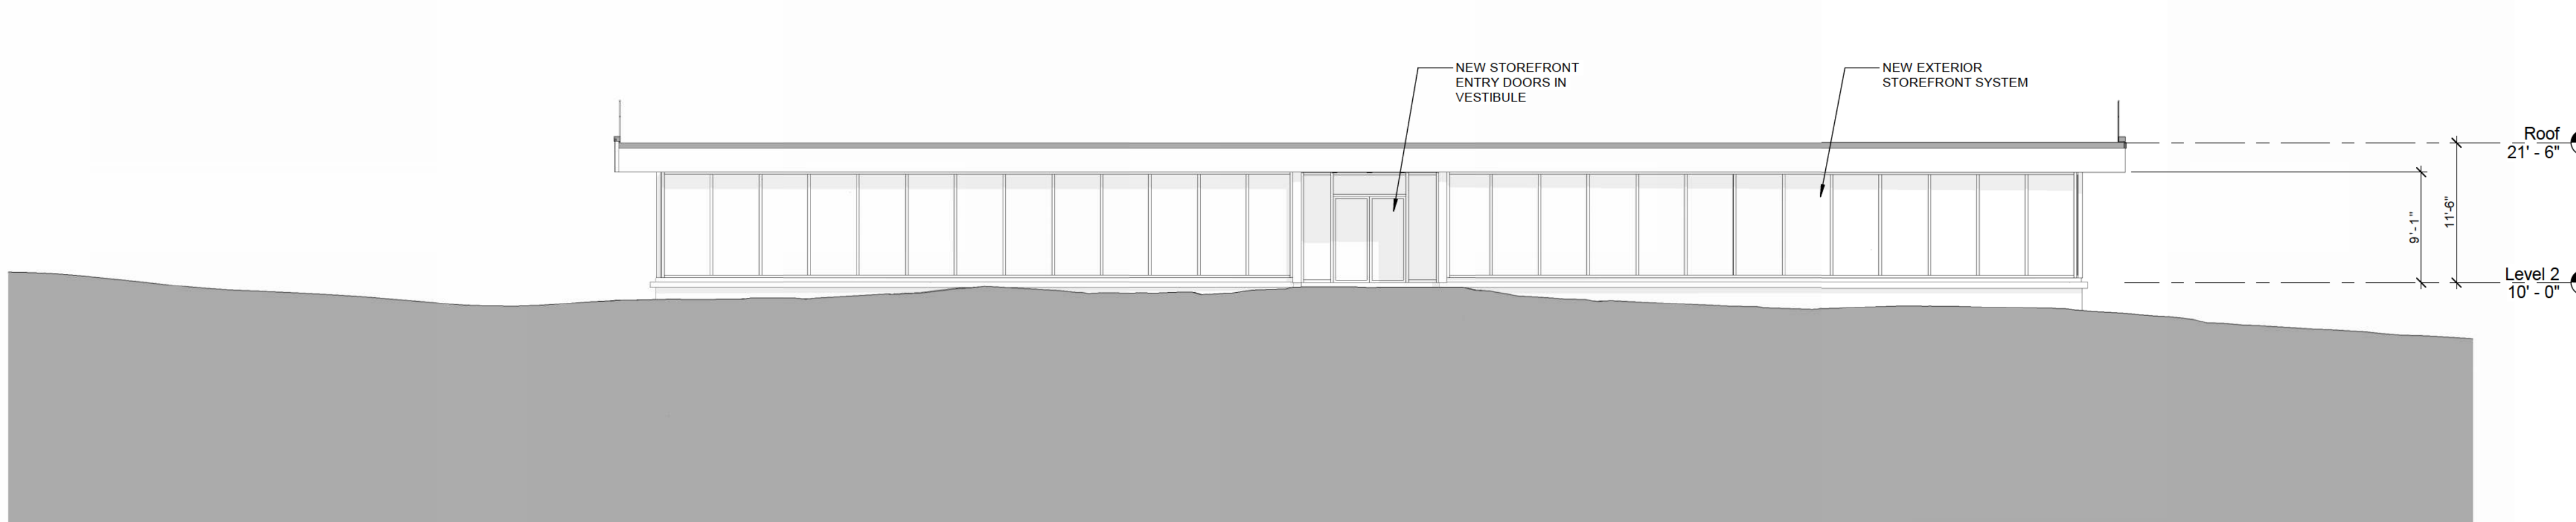 NEW STOREFRONT
ENTRY DOORS IN
VESTIBULE
NEW EXTERIOR
STOREFRONT SYSTEM
Roof
21' - 6"
9'-1"
11'-6"
Level 2
10' - 0"